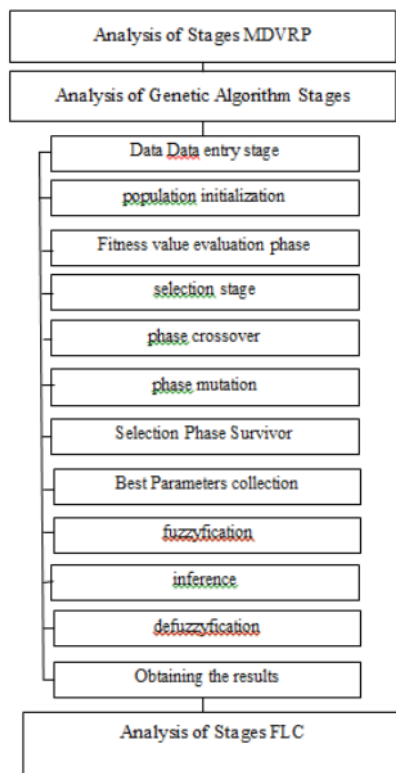 Analysis of Stages MDVRP
Analysis of Genetic Algorithm Stages
Data Data entry stage
population initialization
Fitness value evaluation phase
selection stage
phase crossover
phase mutation
Selection Phase Survivor
Best Parameters collection
fuzzyfication
inference
defuzzyfication
Obtaining the results
Analysis of Stages FLC